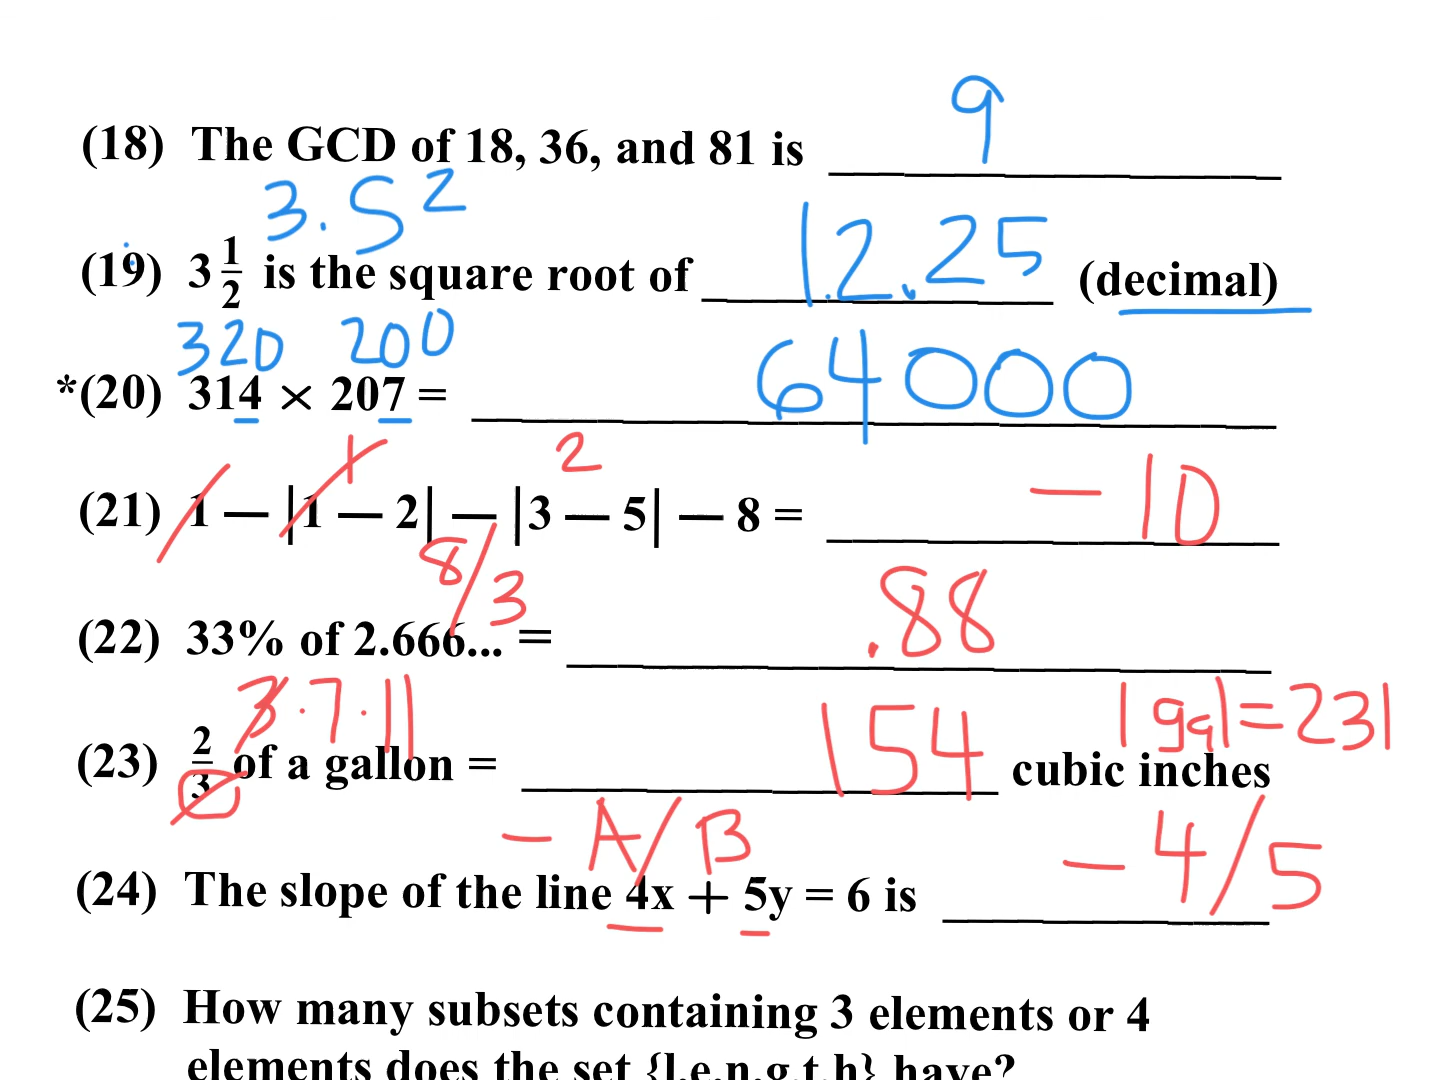 (18) The GCD of 18, 36, and 81 is 9
3.5²
(19) 3 1/2 is the square root of 12.25 (decimal)
320 200
*(20) 314 × 207 = 64000
1 2
(21) 1 — |1 — 2| — |3 — 5| — 8 = -10
8/3
(22) 33% of 2.666... = .88
3·7·11 1 gal = 231
(23) 2/3 of a gallon = 154 cubic inches
- A/B
(24) The slope of the line 4x + 5y = 6 is -4/5
(25) How many subsets containing 3 elements or 4
elements does the set {l,e,n,g,t,h} have?